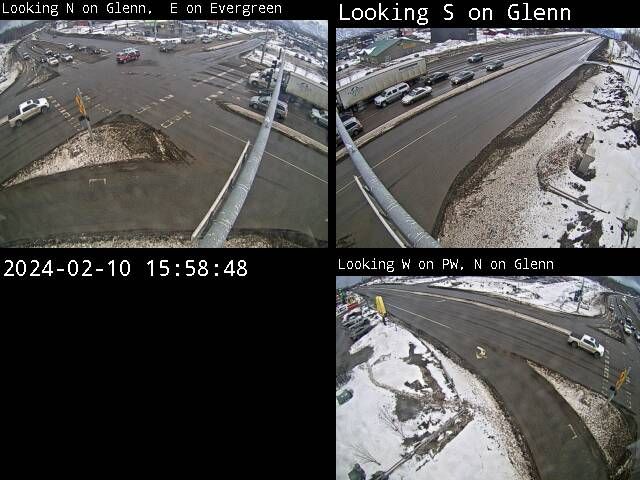 Looking N on Glenn,  E on Evergreen
Looking S on Glenn
2024-02-10 15:58:48
Looking W on PW, N on Glenn